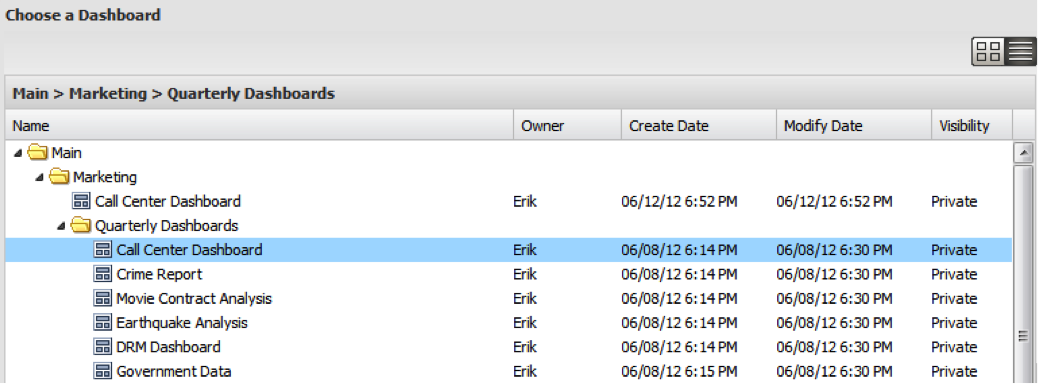 Choose a Dashboard
Main > Marketing > Quarterly Dashboards
Name Owner Create Date Modify Date Visibility
Main
Marketing
Call Center Dashboard Erik 06/12/12 6:52 PM 06/12/12 6:52 PM Private
Quarterly Dashboards
Call Center Dashboard Erik 06/08/12 6:14 PM 06/08/12 6:30 PM Private
Crime Report Erik 06/08/12 6:14 PM 06/08/12 6:30 PM Private
Movie Contract Analysis Erik 06/08/12 6:14 PM 06/08/12 6:30 PM Private
Earthquake Analysis Erik 06/08/12 6:14 PM 06/08/12 6:30 PM Private
DRM Dashboard Erik 06/08/12 6:14 PM 06/08/12 6:30 PM Private
Government Data Erik 06/08/12 6:15 PM 06/08/12 6:30 PM Private